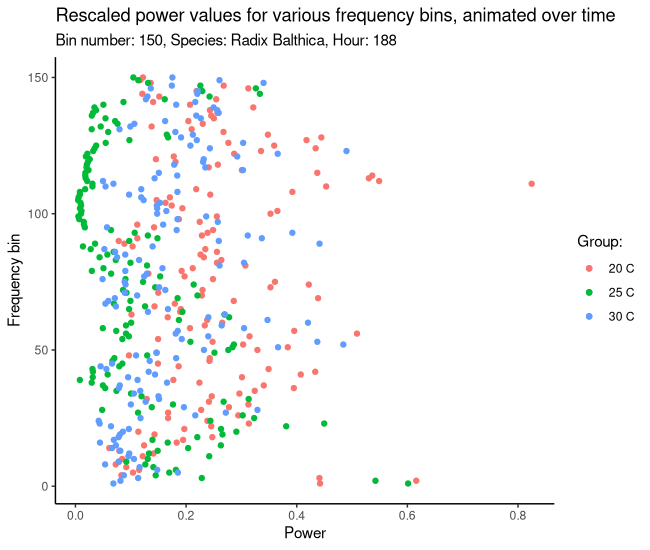 Rescaled power values for various frequency bins, animated over time
Bin number: 150, Species: Radix Balthica, Hour: 188
150
100
50
0
Frequency bin
0.0 0.2 0.4 0.6 0.8
Power
Group:
20 C
25 C
30 C